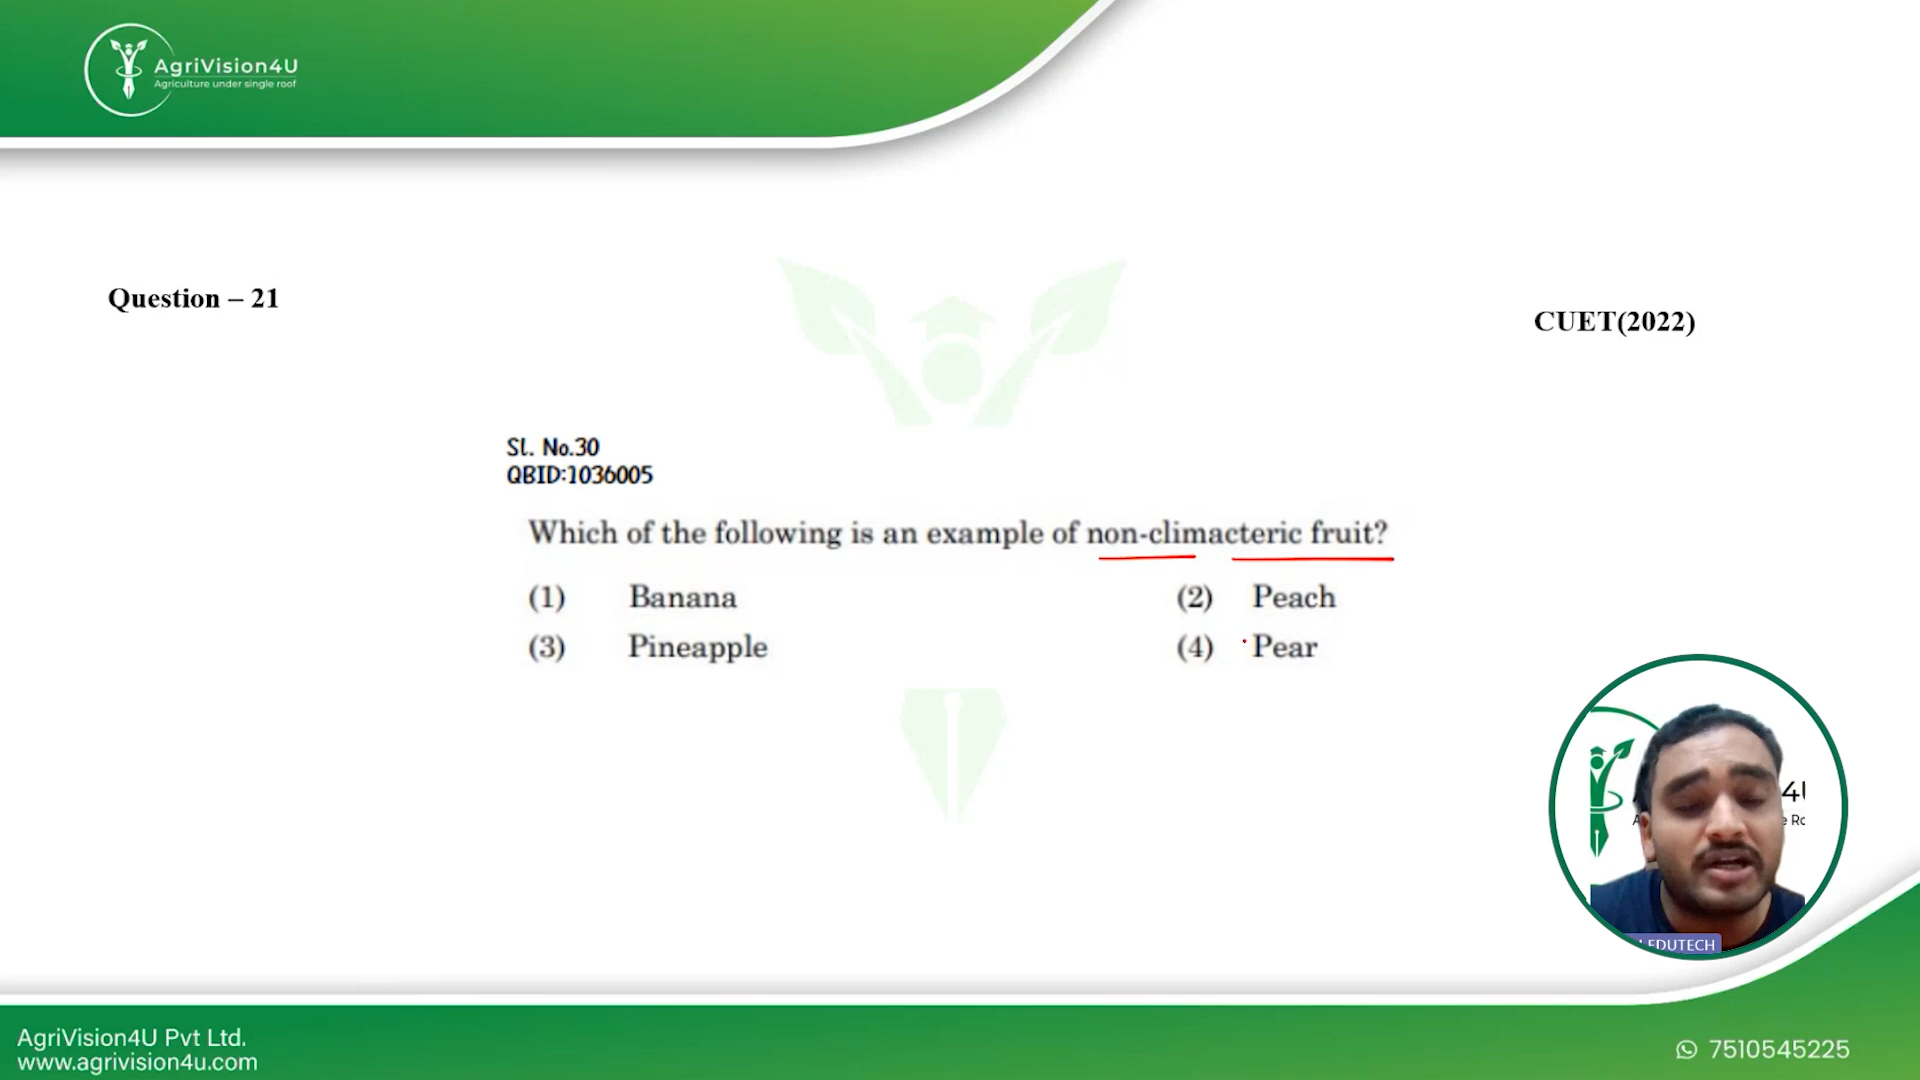 AgriVision4U
Agriculture under single roof
Question – 21
CUET(2022)
Sl. No.30
QBID:1036005
Which of the following is an example of non-climacteric fruit?
(1) Banana (2) Peach
(3) Pineapple (4) Pear
4U
EDUTECH
AgriVision4U Pvt Ltd.
www.agrivision4u.com
7510545225